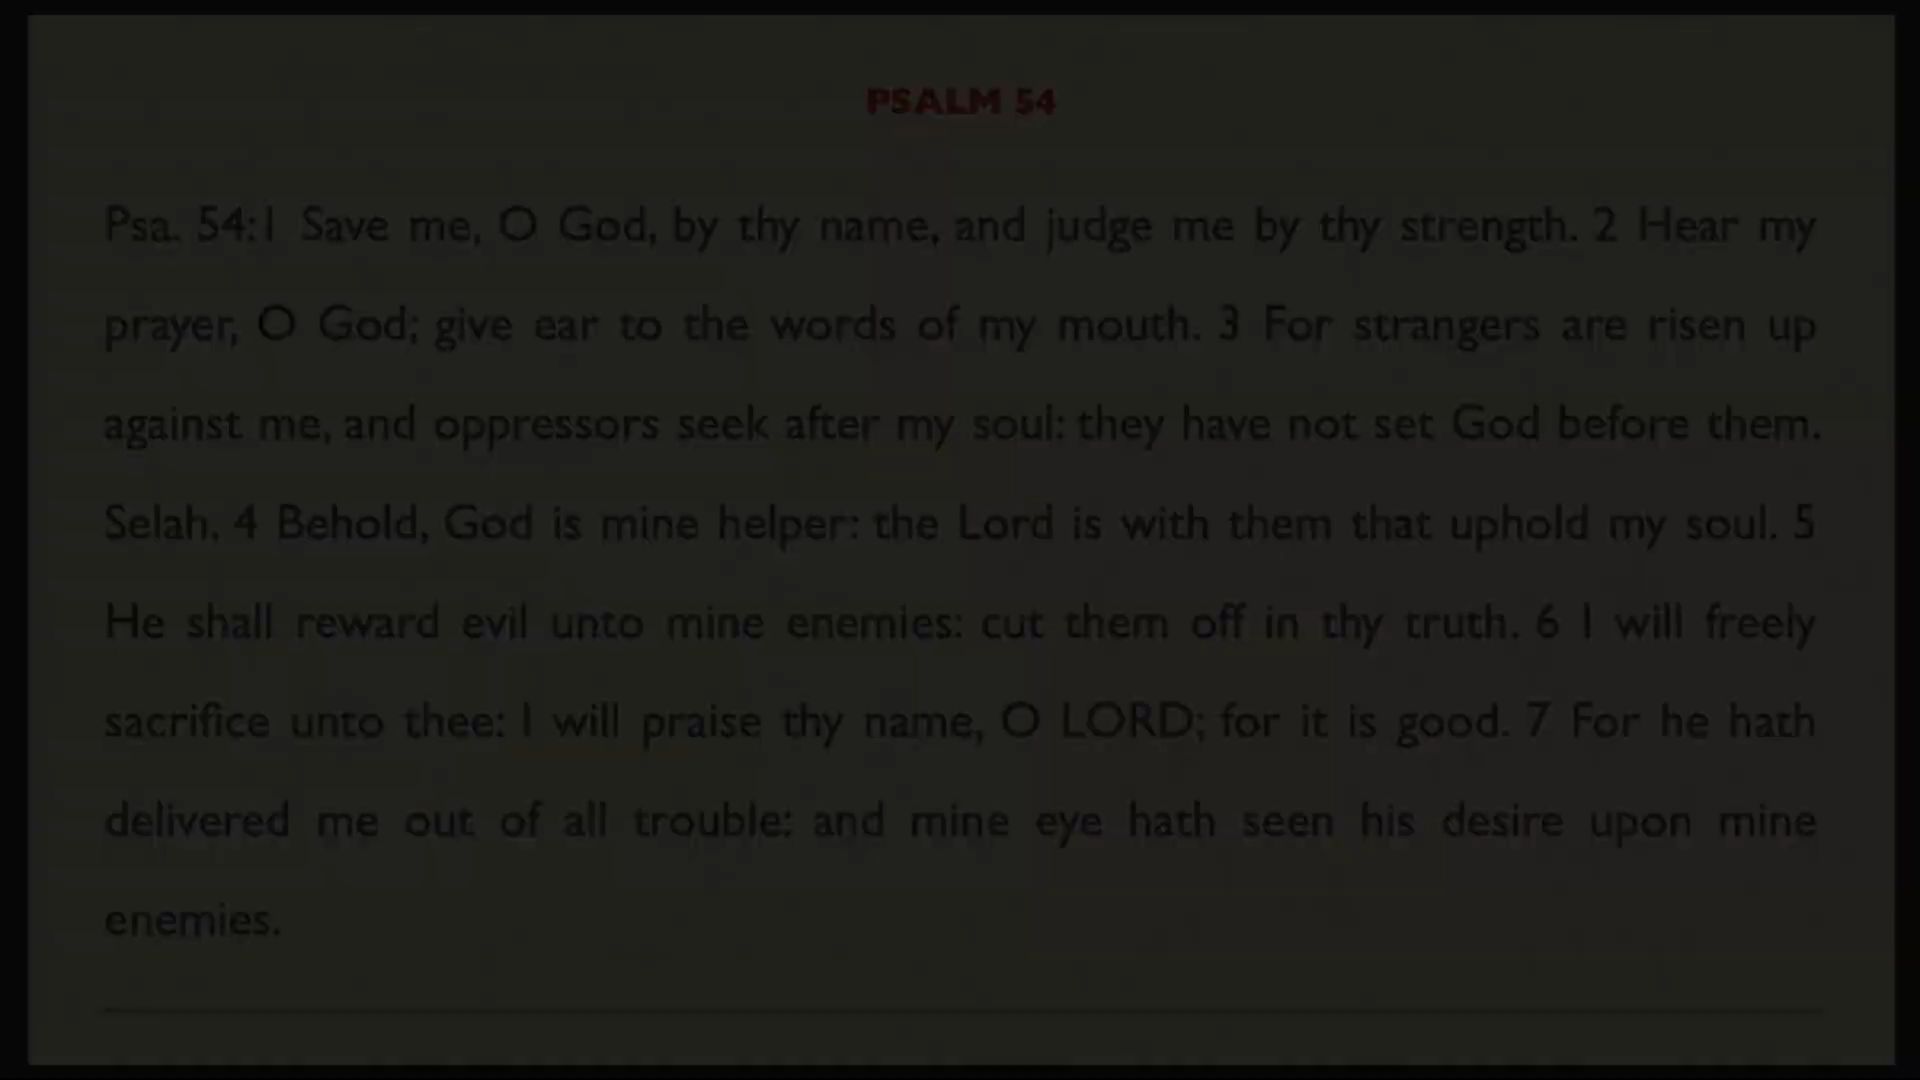 PSALM 54
Psa. 54:1 Save me, O God, by thy name, and judge me by thy strength. 2 Hear my
prayer, O God; give ear to the words of my mouth. 3 For strangers are risen up
against me, and oppressors seek after my soul: they have not set God before them.
Selah. 4 Behold, God is mine helper: the Lord is with them that uphold my soul. 5
He shall reward evil unto mine enemies: cut them off in thy truth. 6 I will freely
sacrifice unto thee: I will praise thy name, O LORD; for it is good. 7 For he hath
delivered me out of all trouble: and mine eye hath seen his desire upon mine
enemies.